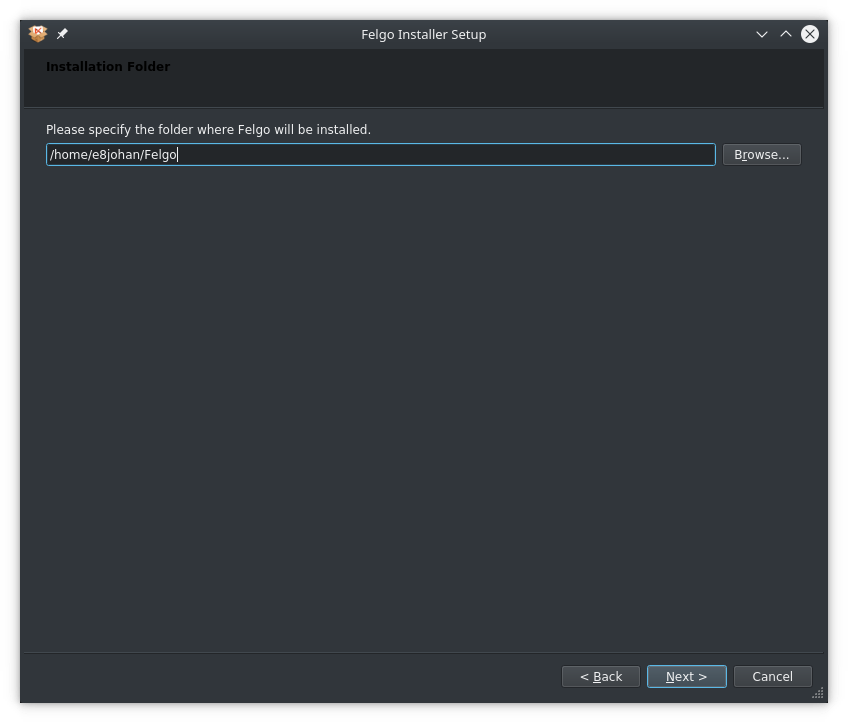 Felgo Installer Setup
Installation Folder
Please specify the folder where Felgo will be installed.
/home/e8johan/Felgo
Browse...
< Back
Next >
Cancel